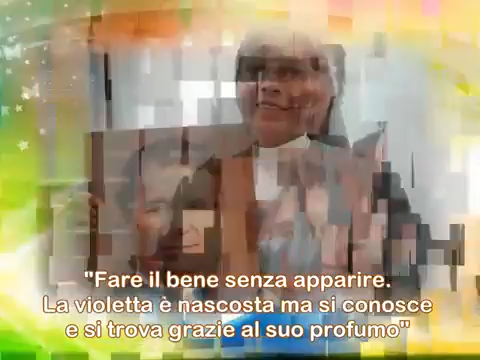 "Fare il bene senza apparire.
La violetta è nascosta ma si conosce
e si trova grazie al suo profumo"